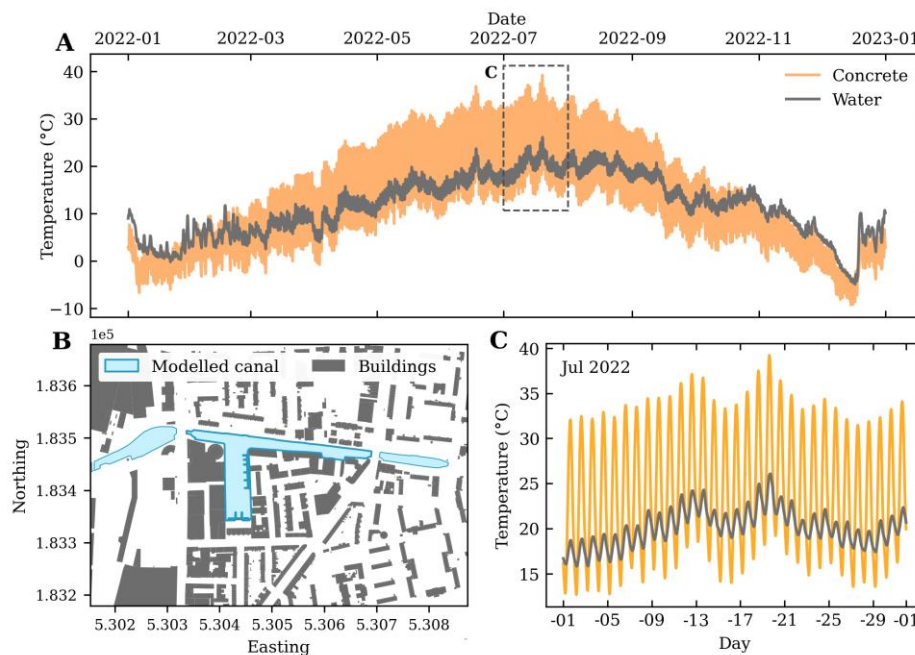 Date
A
2022-01 2022-03 2022-05 2022-07 2022-09 2022-11 2023-01
40
30
20
10
0
−10
Temperature (°C)
C
Concrete
Water
B
1e5
Modelled canal Buildings
1.836
1.835
1.834
1.833
1.832
Northing
5.302 5.303 5.304 5.305 5.306 5.307 5.308
Easting
C
Jul 2022
40
35
30
25
20
15
Temperature (°C)
-01 -05 -09 -13 -17 -21 -25 -29 -01
Day